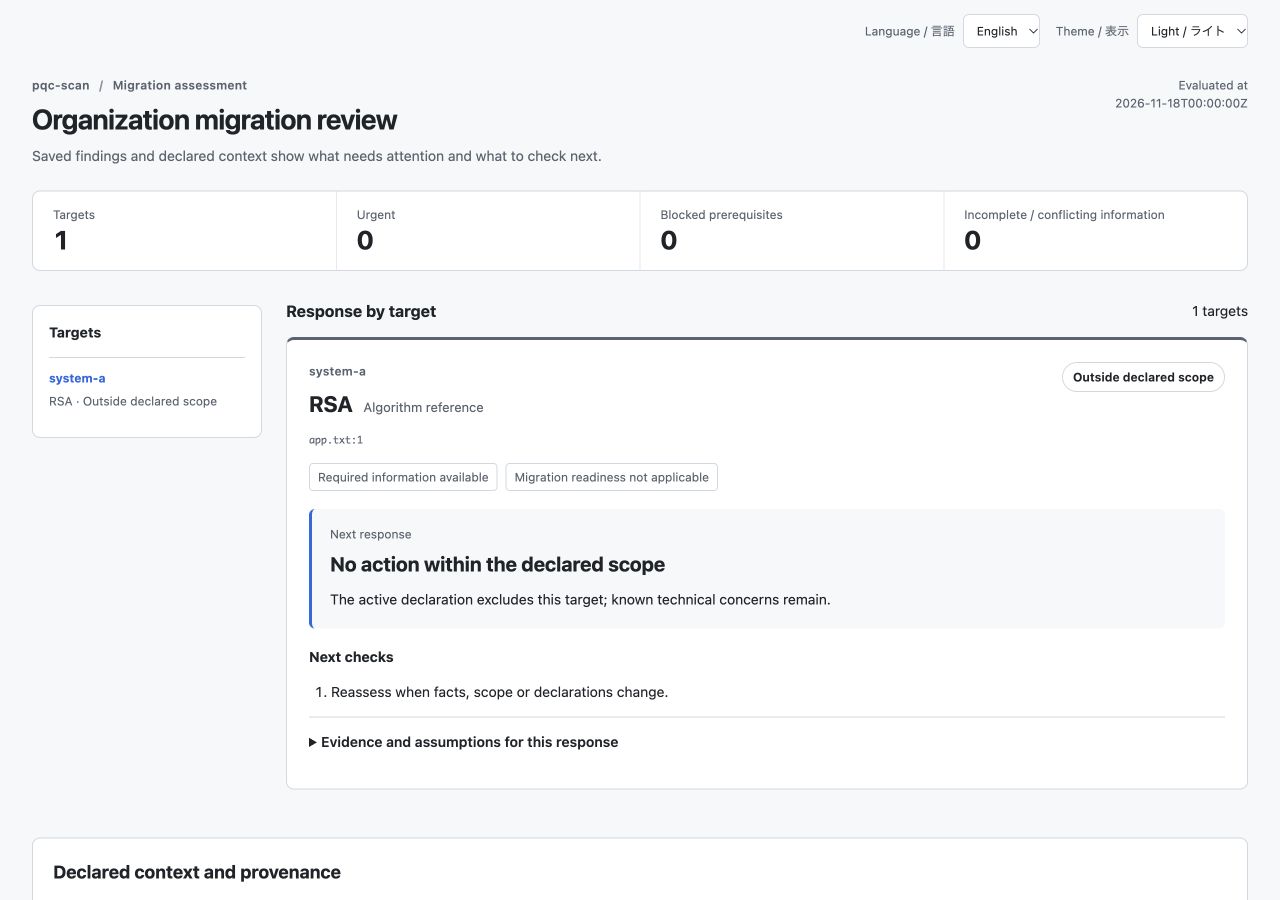 Language / 言語 English Theme / 表示 Light / ライト
pqc-scan / Migration assessment
Evaluated at
2026-11-18T00:00:00Z
Organization migration review
Saved findings and declared context show what needs attention and what to check next.
Targets
1
Urgent
0
Blocked prerequisites
0
Incomplete / conflicting information
0
Targets
system-a
RSA · Outside declared scope
Response by target
1 targets
system-a
Outside declared scope
RSA Algorithm reference
app.txt:1
Required information available
Migration readiness not applicable
Next response
No action within the declared scope
The active declaration excludes this target; known technical concerns remain.
Next checks
1. Reassess when facts, scope or declarations change.
Evidence and assumptions for this response
Declared context and provenance